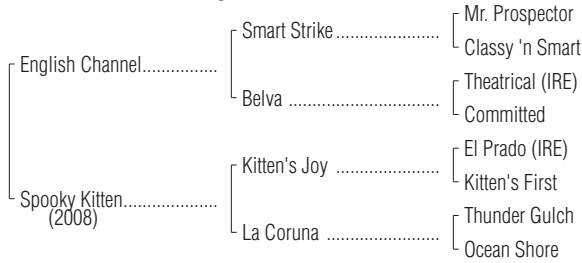 Mr. Prospector
Smart Strike ....................
Classy 'n Smart
English Channel................
Theatrical (IRE)
Belva .............................
Committed
El Prado (IRE)
Kitten's Joy ....................
Kitten's First
Spooky Kitten....................
(2008)
Thunder Gulch
La Coruna .......................
Ocean Shore